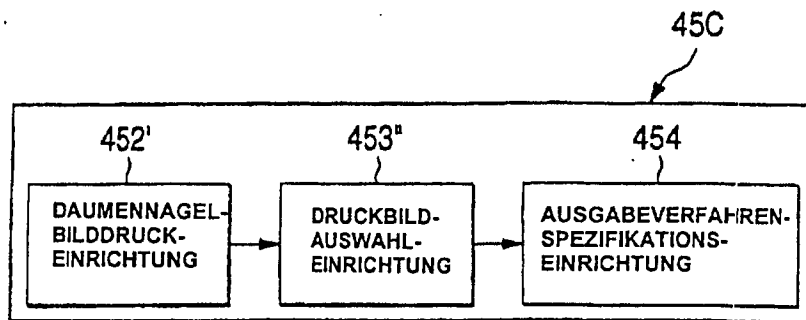 45C
452'
453"
454
DAUMENNAGEL-
BILDDRUCK-
EINRICHTUNG
DRUCKBILD-
AUSWAHL-
EINRICHTUNG
AUSGABEVERFAHREN-
SPEZIFIKATIONS-
EINRICHTUNG